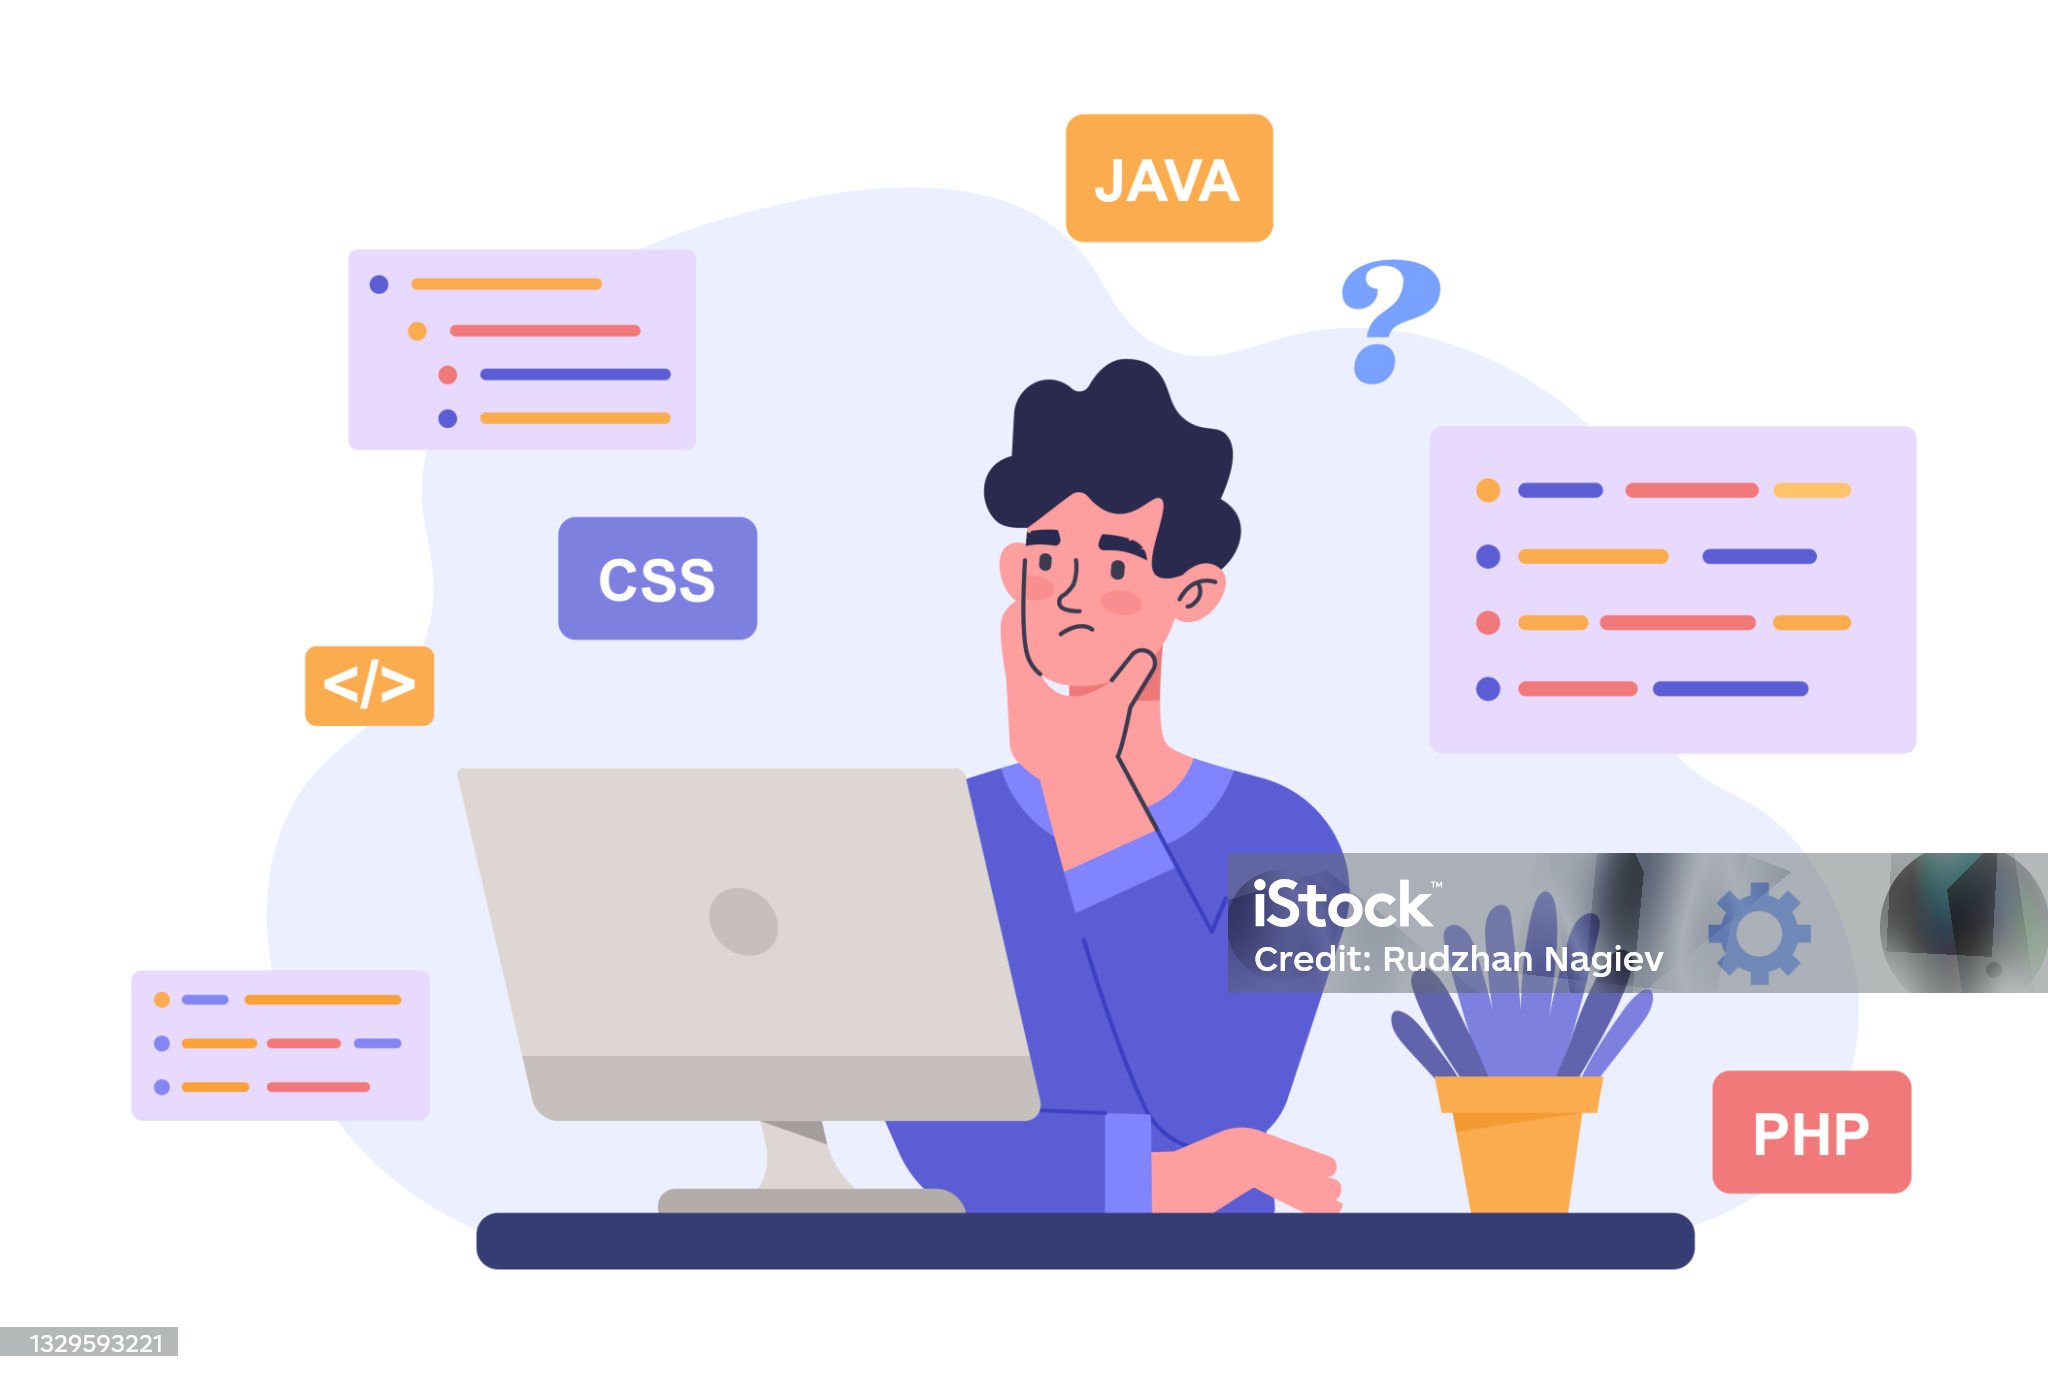 JAVA
?
CSS
</>
iStock™
Credit: Rudzhan Nagiev
PHP
1329593221